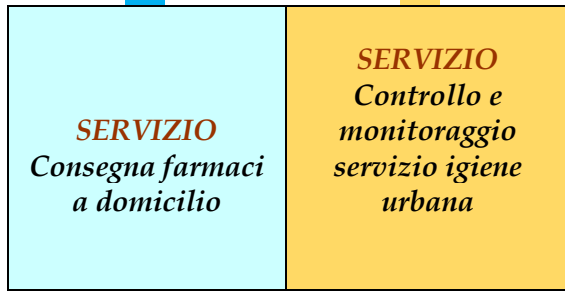 SERVIZIO
Consegna farmaci
a domicilio
SERVIZIO
Controllo e
monitoraggio
servizio igiene
urbana